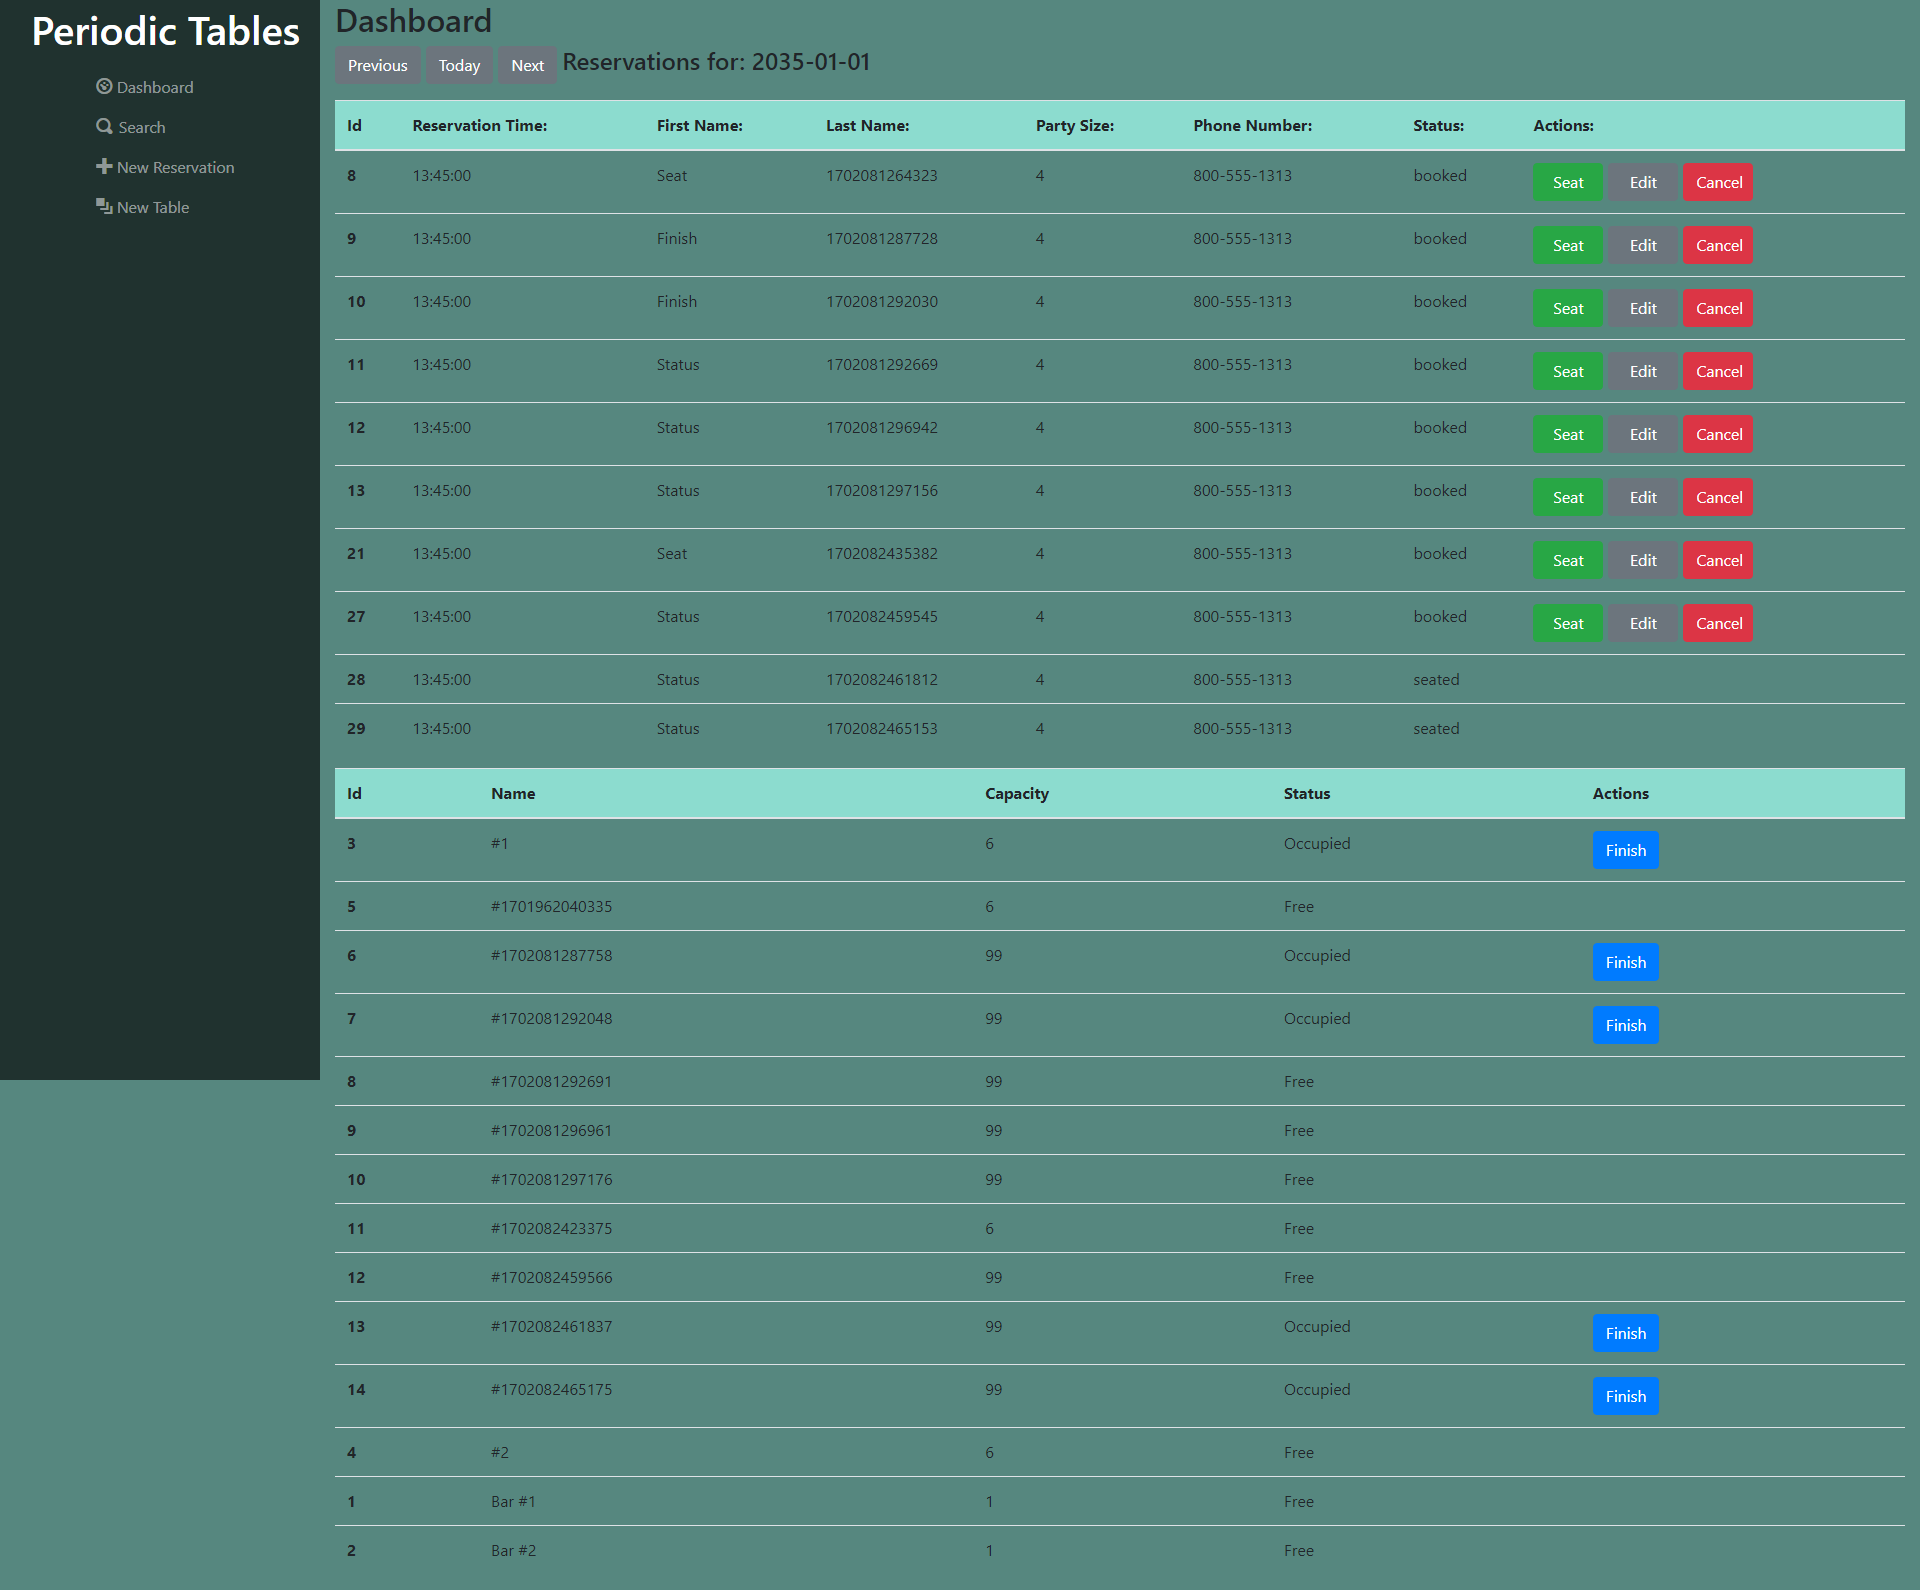 Periodic Tables
Dashboard
Search
New Reservation
New Table
Dashboard
Previous Today Next Reservations for: 2035-01-01
Id Reservation Time: First Name: Last Name: Party Size: Phone Number: Status: Actions:
8 13:45:00 Seat 1702081264323 4 800-555-1313 booked Seat Edit Cancel
9 13:45:00 Finish 1702081287728 4 800-555-1313 booked Seat Edit Cancel
10 13:45:00 Finish 1702081292030 4 800-555-1313 booked Seat Edit Cancel
11 13:45:00 Status 1702081292669 4 800-555-1313 booked Seat Edit Cancel
12 13:45:00 Status 1702081296942 4 800-555-1313 booked Seat Edit Cancel
13 13:45:00 Status 1702081297156 4 800-555-1313 booked Seat Edit Cancel
21 13:45:00 Seat 1702082435382 4 800-555-1313 booked Seat Edit Cancel
27 13:45:00 Status 1702082459545 4 800-555-1313 booked Seat Edit Cancel
28 13:45:00 Status 1702082461812 4 800-555-1313 seated
29 13:45:00 Status 1702082465153 4 800-555-1313 seated
Id Name Capacity Status Actions
3 #1 6 Occupied Finish
5 #1701962040335 6 Free
6 #1702081287758 99 Occupied Finish
7 #1702081292048 99 Occupied Finish
8 #1702081292691 99 Free
9 #1702081296961 99 Free
10 #1702081297176 99 Free
11 #1702082423375 6 Free
12 #1702082459566 99 Free
13 #1702082461837 99 Occupied Finish
14 #1702082465175 99 Occupied Finish
4 #2 6 Free
1 Bar #1 1 Free
2 Bar #2 1 Free